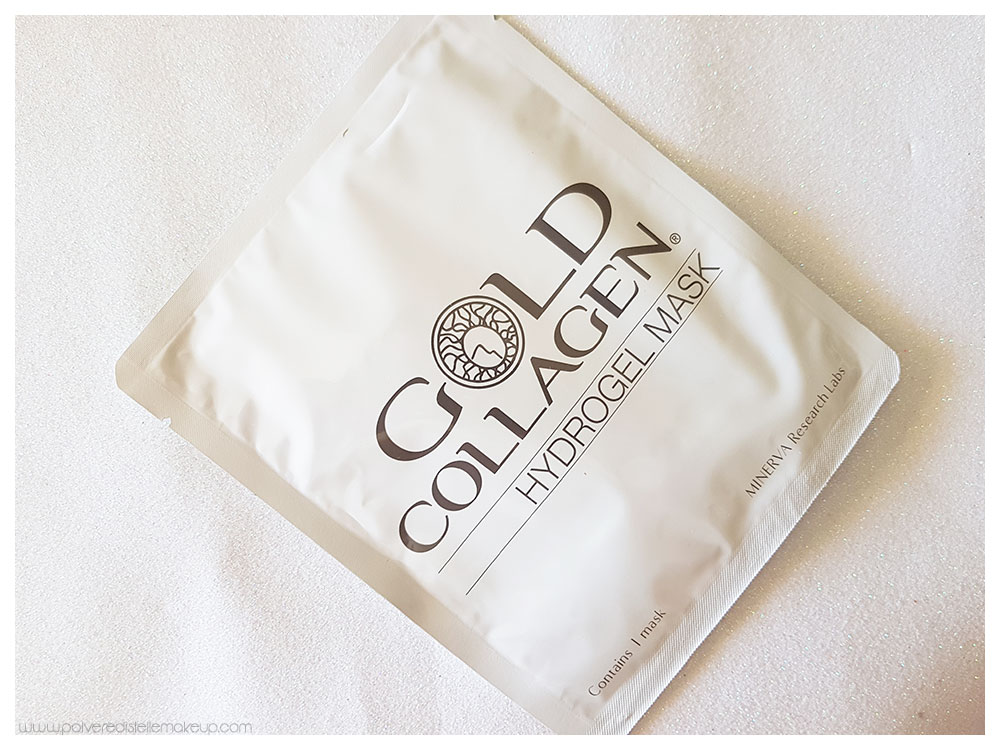 GOLD
COLLAGEN®
HYDROGEL MASK
MINERVA Research Labs
Contains 1 mask
www.polveredistellemakeup.com